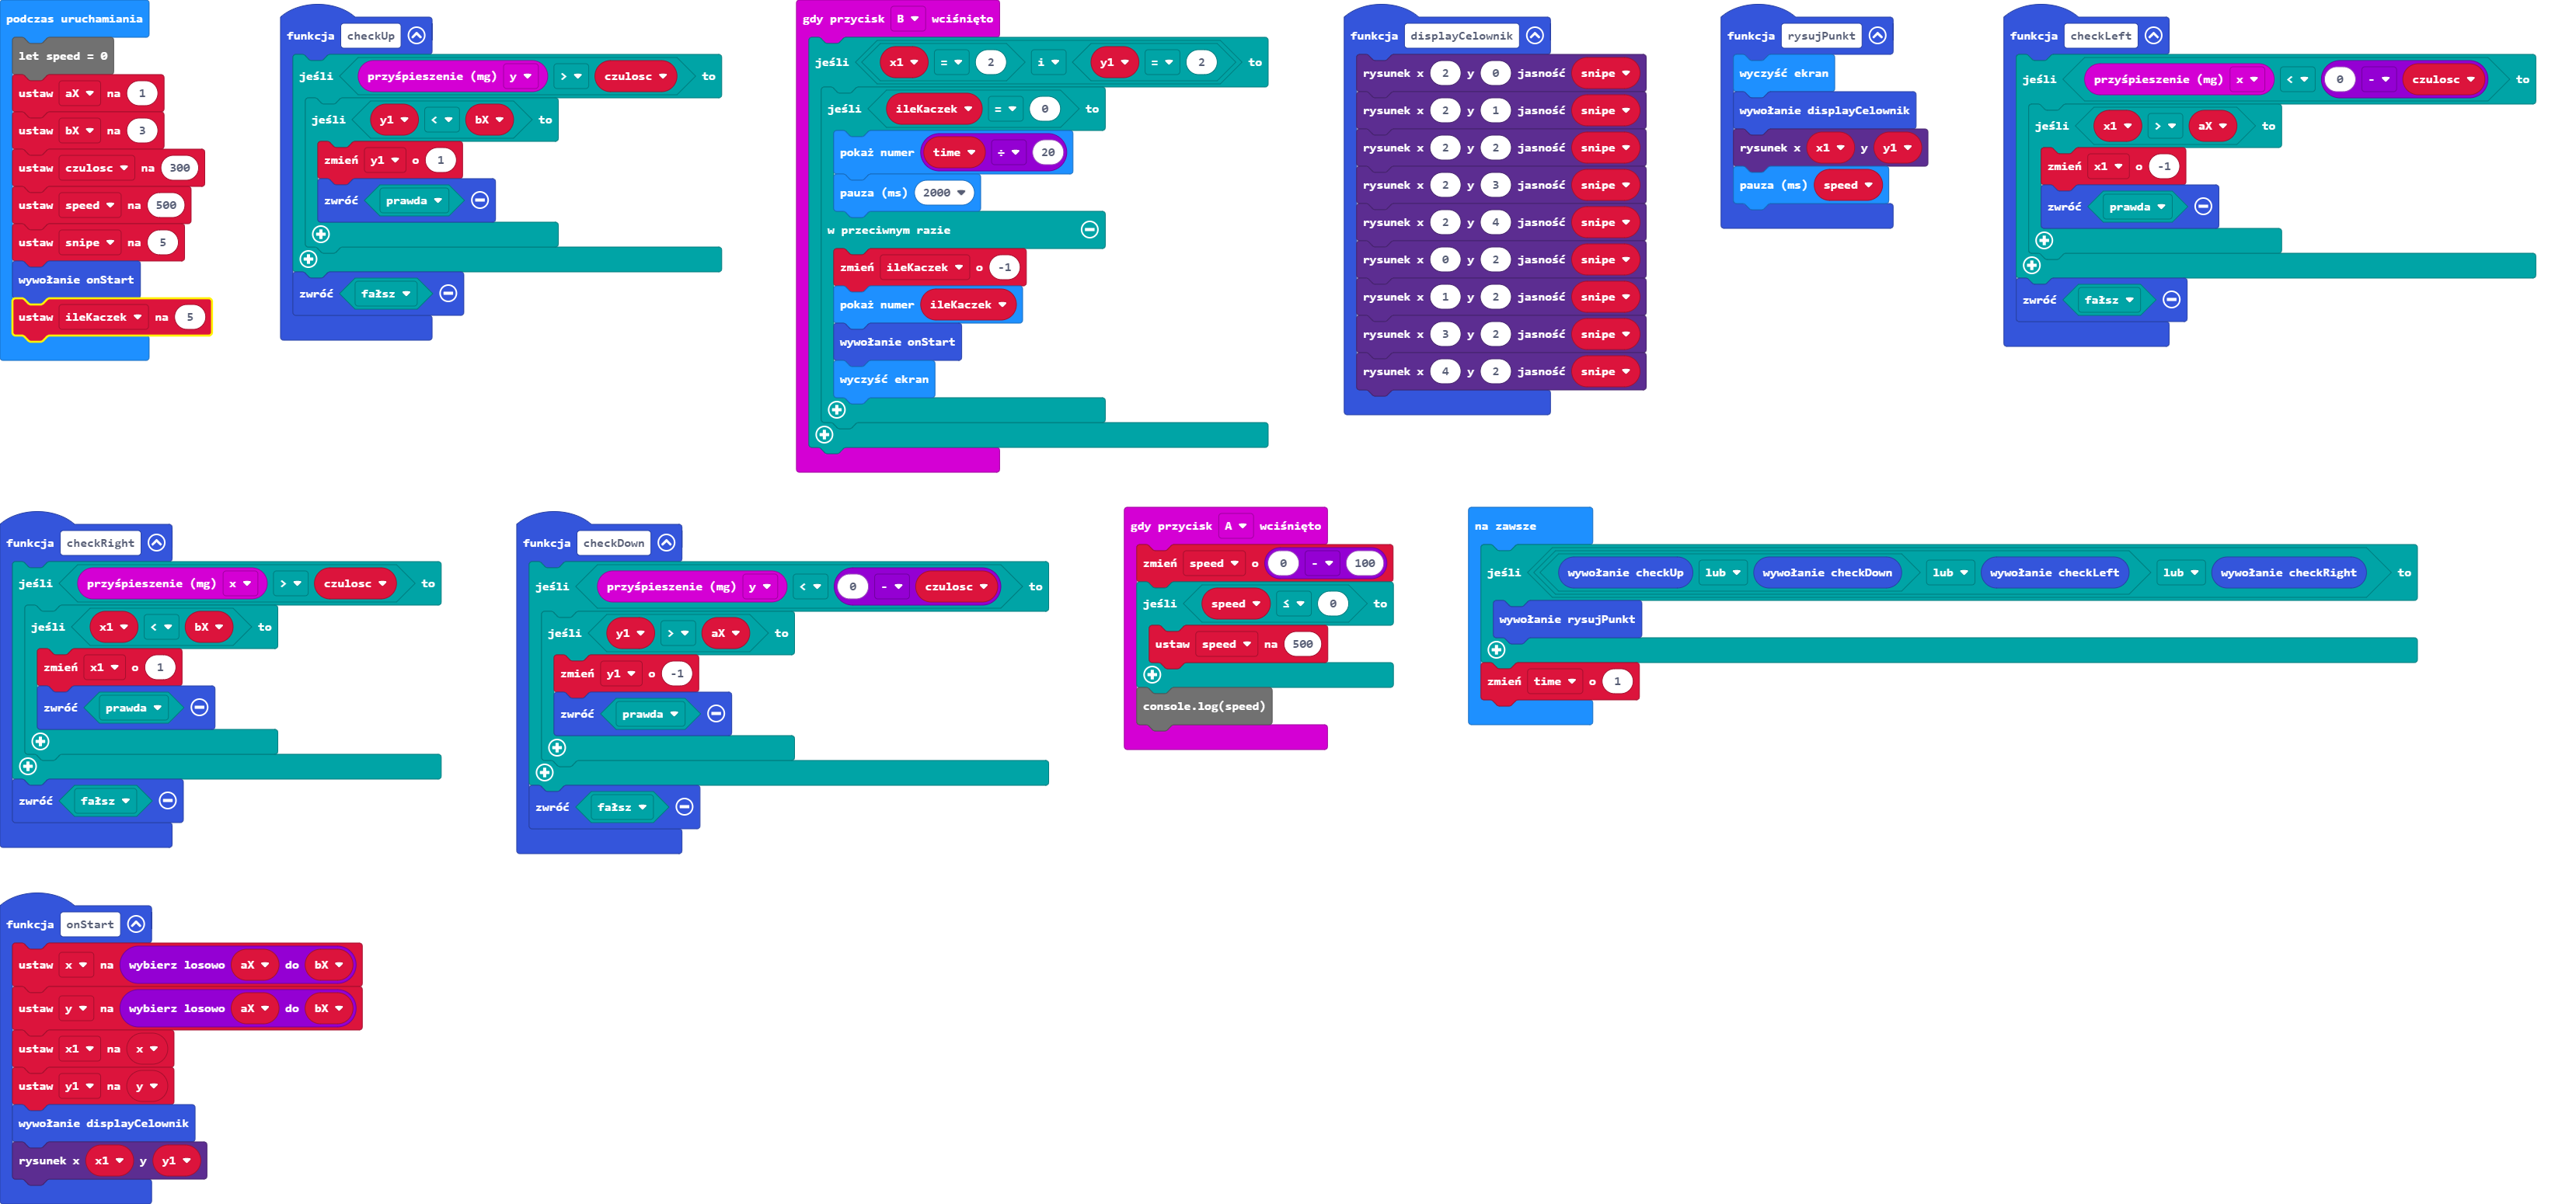 podczas uruchamiania
let speed = 0
ustaw aX na 1
ustaw bX na 3
ustaw czulosc na 300
ustaw speed na 500
ustaw snipe na 5
wywołanie onStart
ustaw ileKaczek na 5
funkcja checkUp
jeśli przyśpieszenie (mg) y > czulosc to
jeśli y1 < bX to
zmień y1 o 1
zwróć prawda
zwróć fałsz
gdy przycisk B wciśnięto
jeśli x1 = 2 i y1 = 2 to
jeśli ileKaczek = 0 to
pokaż numer time ÷ 20
pauza (ms) 2000
w przeciwnym razie
zmień ileKaczek o -1
pokaż numer ileKaczek
wywołanie onStart
wyczyść ekran
funkcja displayCelownik
rysunek x 2 y 0 jasność snipe
rysunek x 2 y 1 jasność snipe
rysunek x 2 y 2 jasność snipe
rysunek x 2 y 3 jasność snipe
rysunek x 2 y 4 jasność snipe
rysunek x 0 y 2 jasność snipe
rysunek x 1 y 2 jasność snipe
rysunek x 3 y 2 jasność snipe
rysunek x 4 y 2 jasność snipe
funkcja rysujPunkt
wyczyść ekran
wywołanie displayCelownik
rysunek x x1 y y1
pauza (ms) speed
funkcja checkLeft
jeśli przyśpieszenie (mg) x < 0 - czulosc to
jeśli x1 > aX to
zmień x1 o -1
zwróć prawda
zwróć fałsz
funkcja checkRight
jeśli przyśpieszenie (mg) x > czulosc to
jeśli x1 < bX to
zmień x1 o 1
zwróć prawda
zwróć fałsz
funkcja checkDown
jeśli przyśpieszenie (mg) y < 0 - czulosc to
jeśli y1 > aX to
zmień y1 o -1
zwróć prawda
zwróć fałsz
gdy przycisk A wciśnięto
zmień speed o 0 - 100
jeśli speed ≤ 0 to
ustaw speed na 500
console.log(speed)
na zawsze
jeśli wywołanie checkUp lub wywołanie checkDown lub wywołanie checkLeft lub wywołanie checkRight to
wywołanie rysujPunkt
zmień time o 1
funkcja onStart
ustaw x na wybierz losowo aX do bX
ustaw y na wybierz losowo aX do bX
ustaw x1 na x
ustaw y1 na y
wywołanie displayCelownik
rysunek x x1 y y1